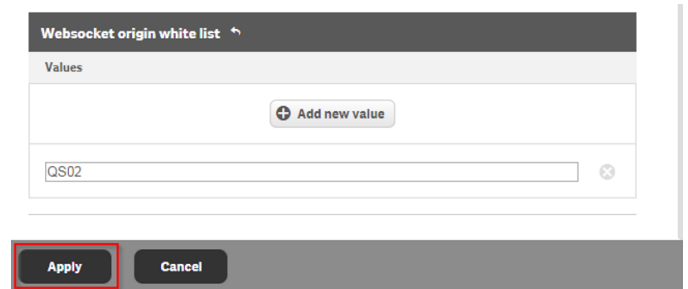 Websocket origin white list
Values
Add new value
QS02
Apply
Cancel